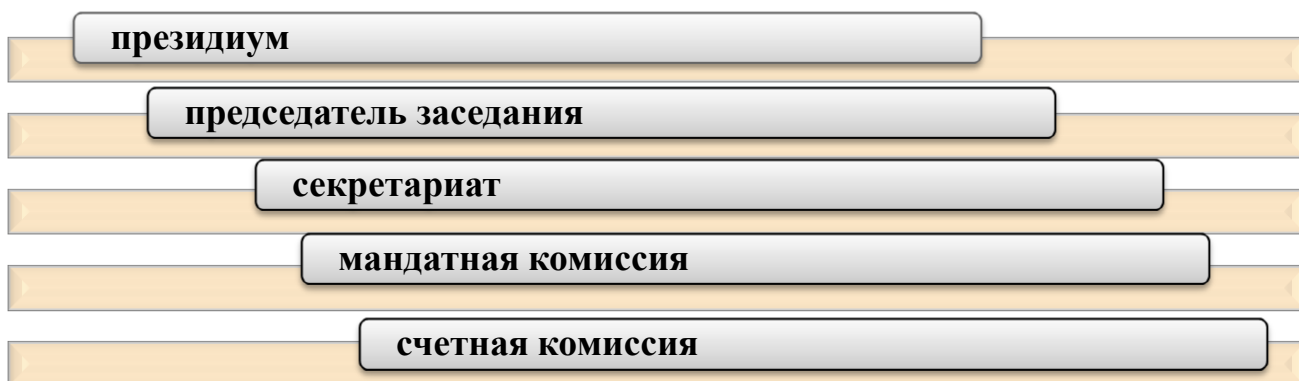 президиум
председатель заседания
секретариат
мандатная комиссия
счетная комиссия